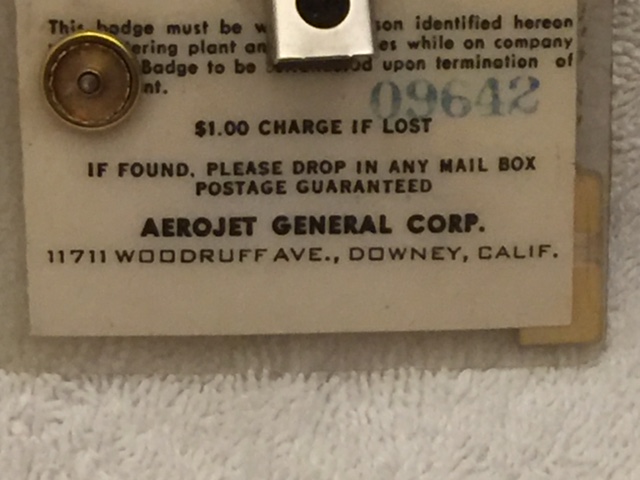 This badge must be w son identified hereon
ering plant an es while on company
Badge to be upon termination of
nt.
09642
$1.00 CHARGE IF LOST
IF FOUND, PLEASE DROP IN ANY MAIL BOX
POSTAGE GUARANTEED
AEROJET GENERAL CORP.
11711 WOODRUFF AVE., DOWNEY, CALIF.